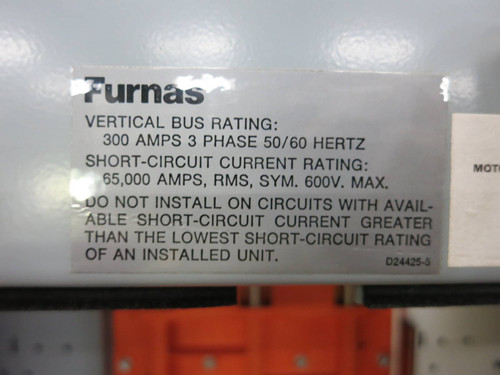 Furnas
VERTICAL BUS RATING:
300 AMPS 3 PHASE 50/60 HERTZ
SHORT-CIRCUIT CURRENT RATING:
65,000 AMPS, RMS, SYM. 600V. MAX.
DO NOT INSTALL ON CIRCUITS WITH AVAIL-
ABLE SHORT-CIRCUIT CURRENT GREATER
THAN THE LOWEST SHORT-CIRCUIT RATING
OF AN INSTALLED UNIT.
D24425-5